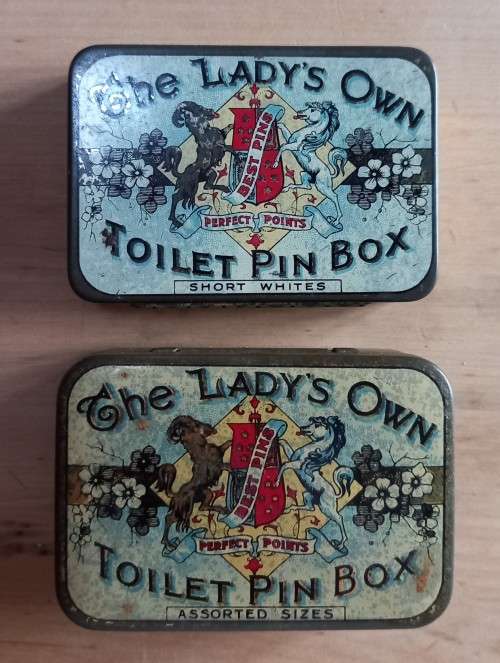 The LADY'S OWN
BEST PINS
PERFECT POINTS
TOILET PIN BOX
SHORT WHITES
The LADY'S OWN
BEST PINS
PERFECT POINTS
TOILET PIN BOX
ASSORTED SIZES